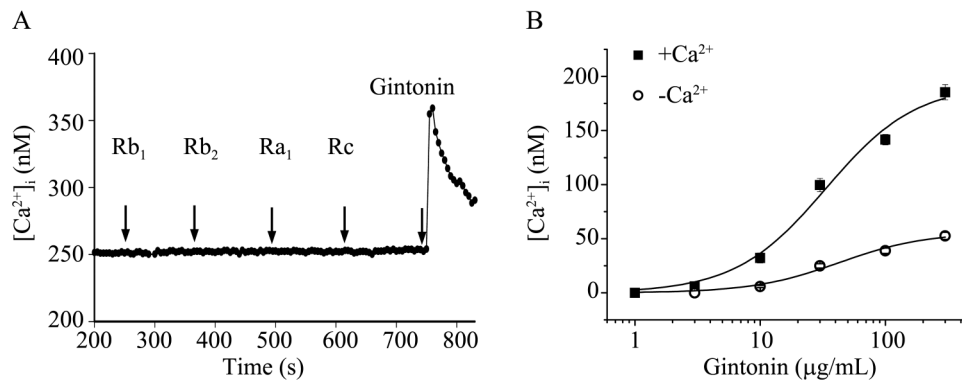 A
400
350
300
250
200
[Ca²⁺]ᵢ (nM)
Rb₁
Rb₂
Ra₁
Rc
Gintonin
200 300 400 500 600 700 800
Time (s)
B
+Ca²⁺
-Ca²⁺
200
150
100
50
0
[Ca²⁺]ᵢ (nM)
1 10 100
Gintonin (μg/mL)